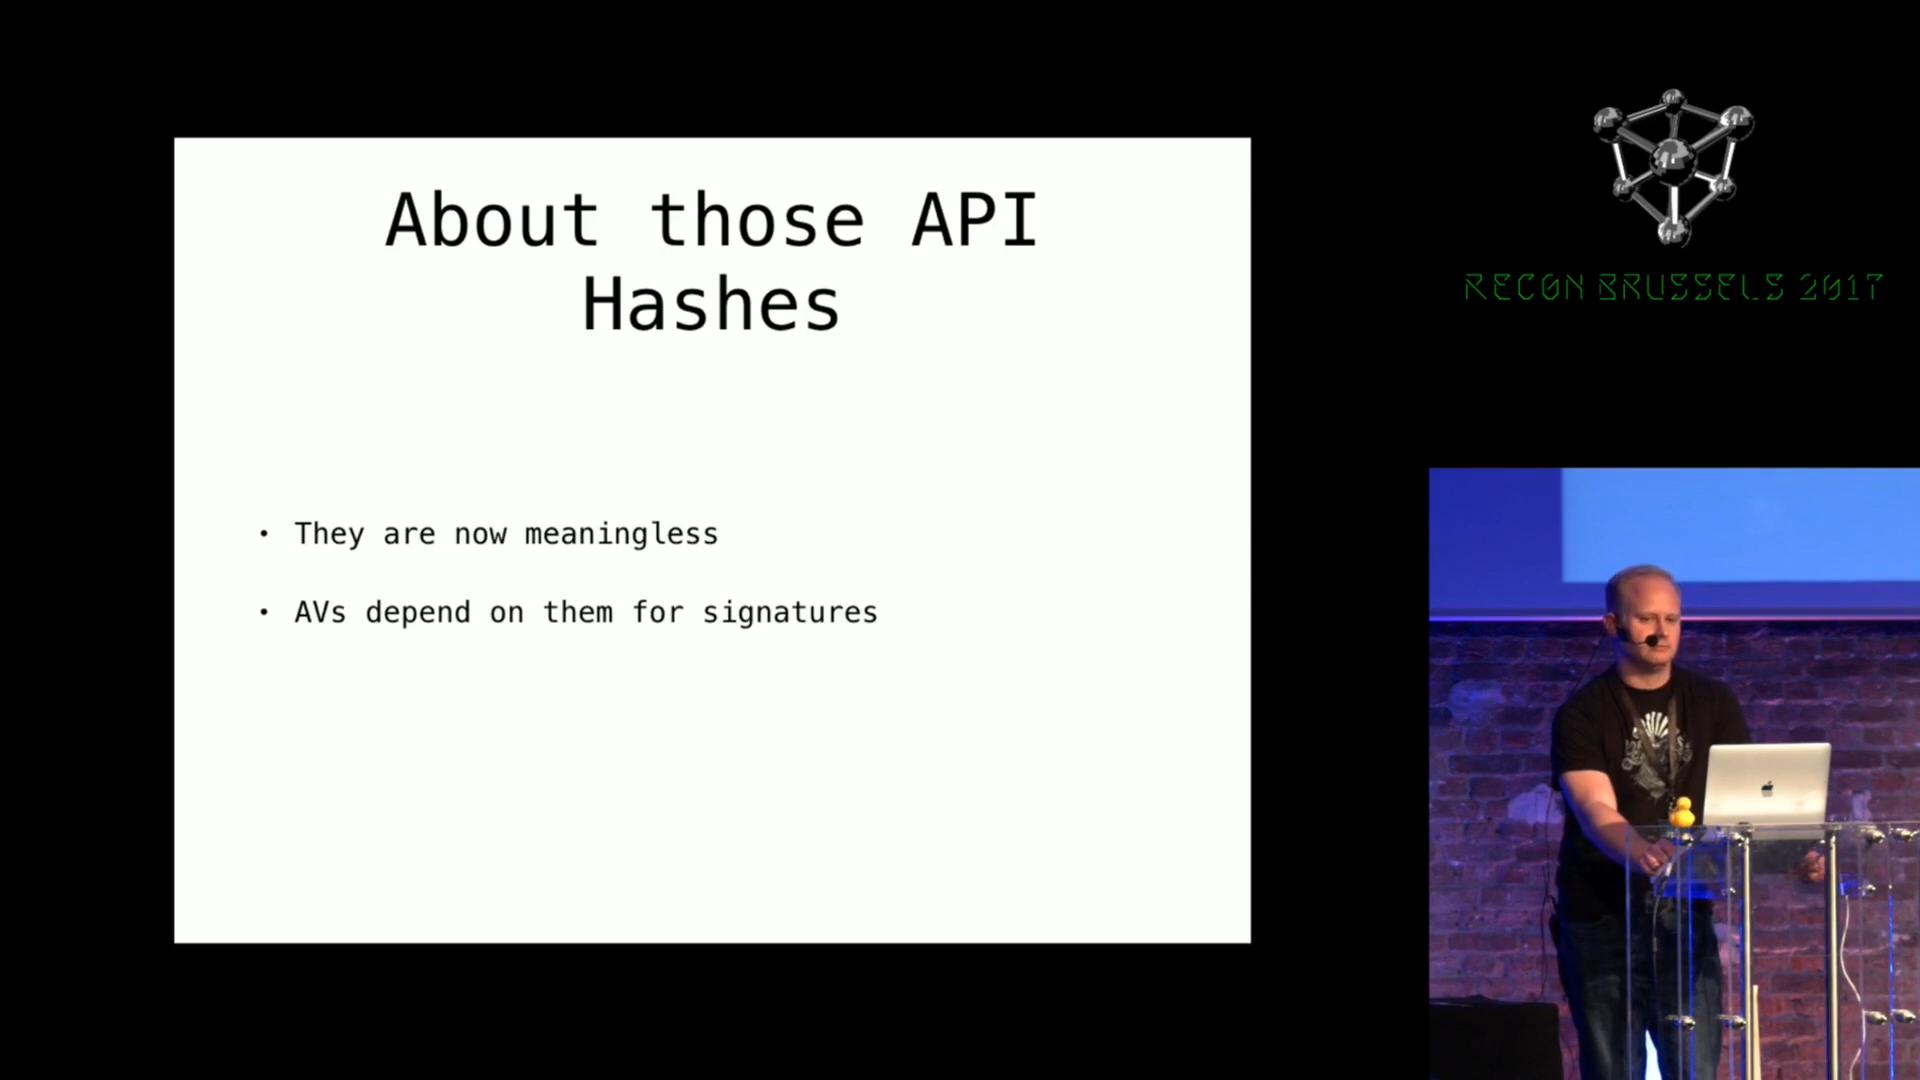 About those API
Hashes
• They are now meaningless
• AVs depend on them for signatures
RECON BRUSSELS 2017